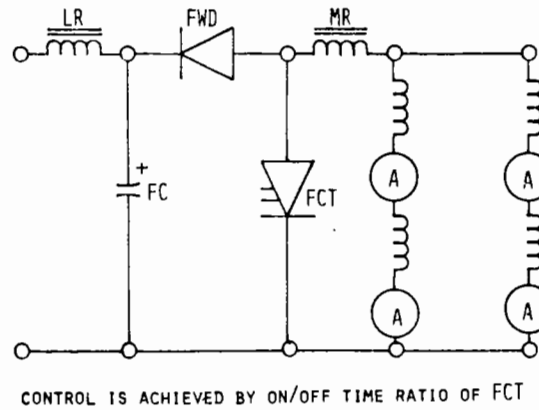 LR
FWD
MR
+
FC
FCT
A
A
A
A
CONTROL IS ACHIEVED BY ON/OFF TIME RATIO OF FCT